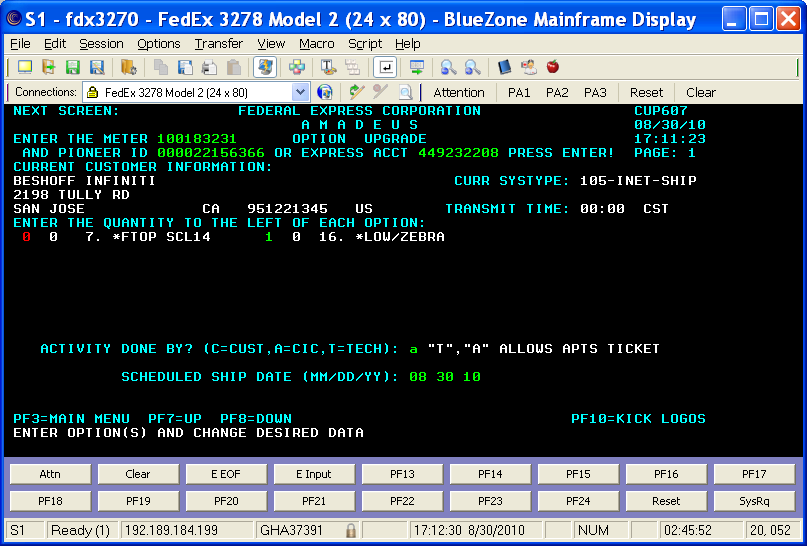 S1 - fdx3270 - FedEx 3278 Model 2 (24 x 80) - BlueZone Mainframe Display
File Edit Session Options Transfer View Macro Script Help
Connections: FedEx 3278 Model 2 (24 x 80) Attention PA1 PA2 PA3 Reset Clear
NEXT SCREEN: FEDERAL EXPRESS CORPORATION CUP607
A M A D E U S 08/30/10
ENTER THE METER 100183231 OPTION UPGRADE 17:11:23
AND PIONEER ID 000022156366 OR EXPRESS ACCT 449232208 PRESS ENTER! PAGE: 1
CURRENT CUSTOMER INFORMATION:
BESHOFF INFINITI CURR SYSTYPE: 105-INET-SHIP
2198 TULLY RD
SAN JOSE CA 951221345 US TRANSMIT TIME: 00:00 CST
ENTER THE QUANTITY TO THE LEFT OF EACH OPTION:
0 0 7. *FTOP SCL14 1 0 16. *LOW/ZEBRA
ACTIVITY DONE BY? (C=CUST,A=CIC,T=TECH): a "T","A" ALLOWS APTS TICKET
SCHEDULED SHIP DATE (MM/DD/YY): 08 30 10
PF3=MAIN MENU PF7=UP PF8=DOWN PF10=KICK LOGOS
ENTER OPTION(S) AND CHANGE DESIRED DATA
Attn Clear E EOF E Input PF13 PF14 PF15 PF16 PF17
PF18 PF19 PF20 PF21 PF22 PF23 PF24 Reset SysRq
S1 Ready (1) 192.189.184.199 GHA37391 17:12:30 8/30/2010 NUM 02:45:52 20, 052